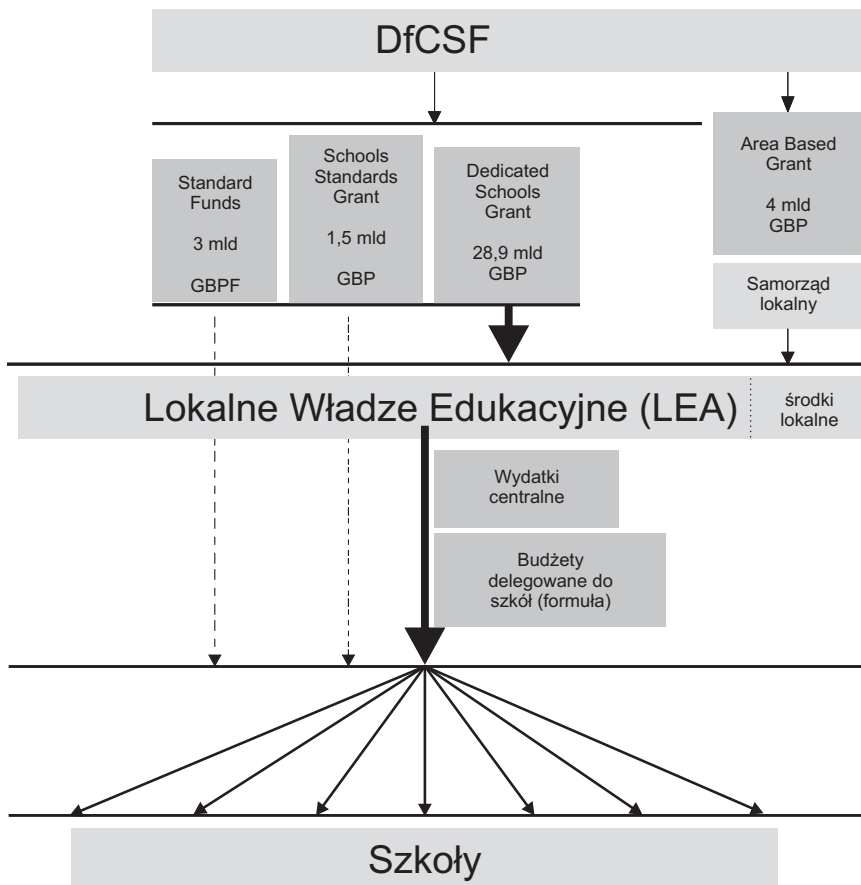 DfCSF
Standard
Funds
3 mld
GBPF
Schools
Standards
Grant
1,5 mld
GBP
Dedicated
Schools
Grant
28,9 mld
GBP
Area Based
Grant
4 mld
GBP
Samorząd
lokalny
Lokalne Władze Edukacyjne (LEA)
środki
lokalne
Wydatki
centralne
Budżety
delegowane do
szkół (formuła)
Szkoły